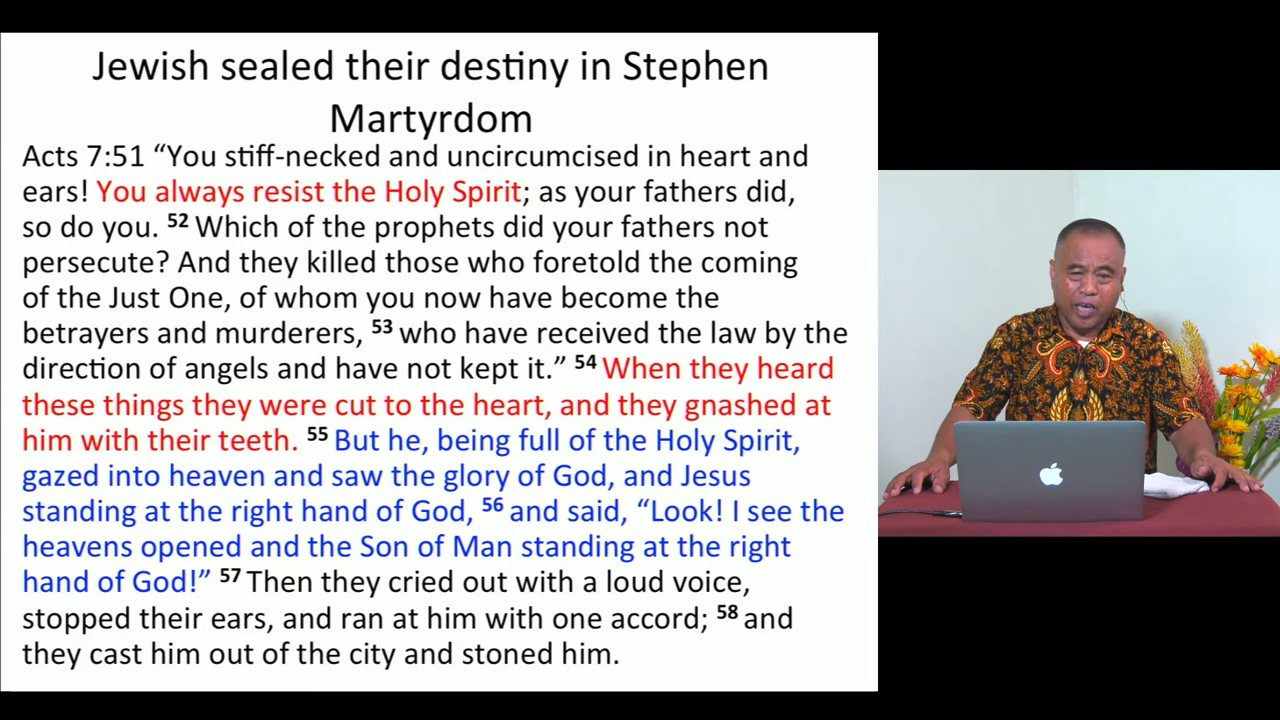 Jewish sealed their destiny in Stephen
Martyrdom
Acts 7:51 “You stiff-necked and uncircumcised in heart and
ears! You always resist the Holy Spirit; as your fathers did,
so do you. 52 Which of the prophets did your fathers not
persecute? And they killed those who foretold the coming
of the Just One, of whom you now have become the
betrayers and murderers, 53 who have received the law by the
direction of angels and have not kept it.” 54 When they heard
these things they were cut to the heart, and they gnashed at
him with their teeth. 55 But he, being full of the Holy Spirit,
gazed into heaven and saw the glory of God, and Jesus
standing at the right hand of God, 56 and said, “Look! I see the
heavens opened and the Son of Man standing at the right
hand of God!” 57 Then they cried out with a loud voice,
stopped their ears, and ran at him with one accord; 58 and
they cast him out of the city and stoned him.